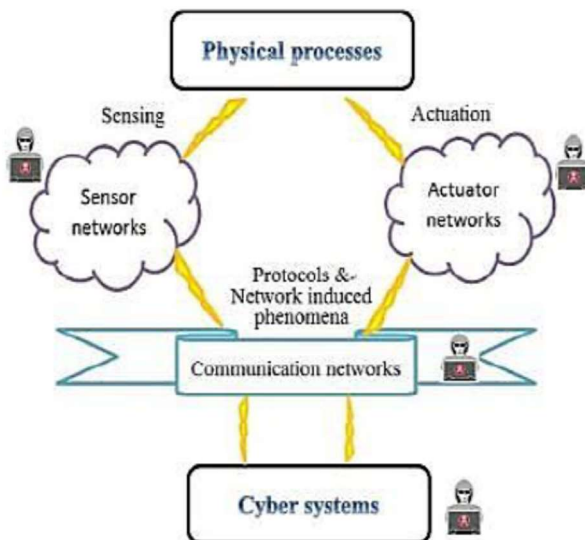 Physical processes
Sensing
Actuation
Sensor
networks
Actuator
networks
Protocols &-
Network induced
phenomena
Communication networks
Cyber systems